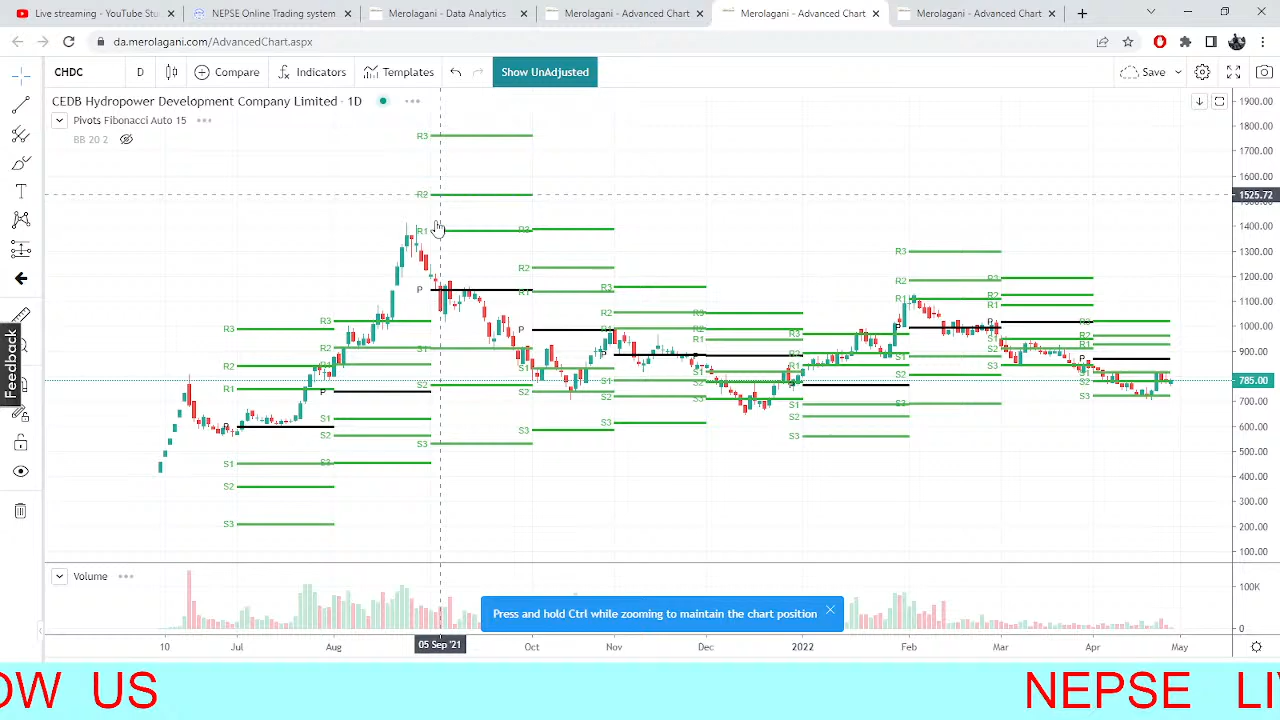 Live streaming - YouTube Stu
NEPSE Online Trading system
Merolagani - Data Analytics
Merolagani - Advanced Chart
Merolagani - Advanced Chart
Merolagani - Advanced Chart
da.merolagani.com/AdvancedChart.aspx
CHDC
D
Compare
Indicators
Templates
Show UnAdjusted
Save
CEDB Hydropower Development Company Limited · 1D
Pivots Fibonacci Auto 15
BB 20 2
1900.00
1800.00
1700.00
1600.00
1525.72
1400.00
1300.00
1200.00
1100.00
1000.00
900.00
785.00
700.00
600.00
500.00
400.00
300.00
200.00
100.00
Feedback
R3
R2
R1
P
S1
S2
S3
Volume
100K
0
Press and hold Ctrl while zooming to maintain the chart position
10
Jul
Aug
05 Sep '21
Oct
Nov
Dec
2022
Feb
Mar
Apr
May
OW US
NEPSE LI